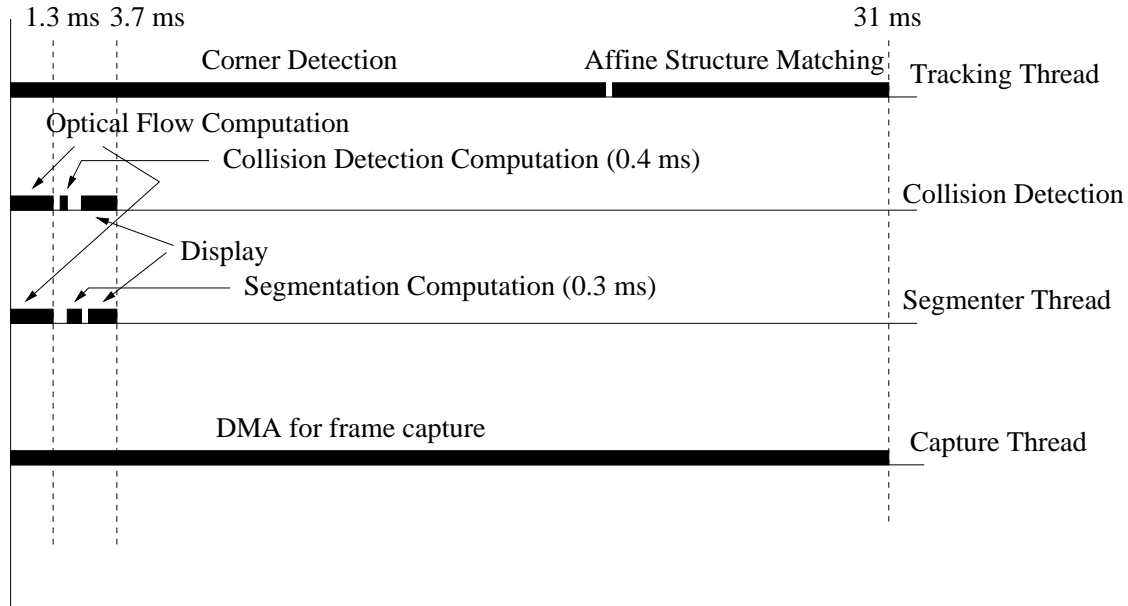 1.3 ms
3.7 ms
31 ms
Corner Detection
Affine Structure Matching
Tracking Thread
Optical Flow Computation
Collision Detection Computation (0.4 ms)
Collision Detection
Display
Segmentation Computation (0.3 ms)
Segmenter Thread
DMA for frame capture
Capture Thread